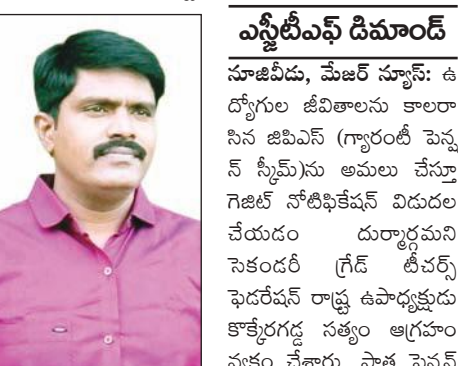 ఎస్జీటీఎఫ్ డిమాండ్
నూజివీడు, మేజర్ న్యూస్: ఉ
ద్యోగుల జీవితాలను కాలరా
సిన జిపిఎస్ (గ్యారంటీ పెన్ష
న్ స్కీమ్)ను అమలు చేస్తూ
గెజిట్ నోటిఫికేషన్ విడుదల
చేయడం దుర్మార్గమని
సెకండరీ గ్రేడ్ టీచర్స్
ఫెడరేషన్ రాష్ట్ర ఉపాధ్యక్షుడు
కొక్కేరగడ్డ సత్యం ఆగ్రహం
వ్యక్తం చేశారు. పాత పెన్షన్